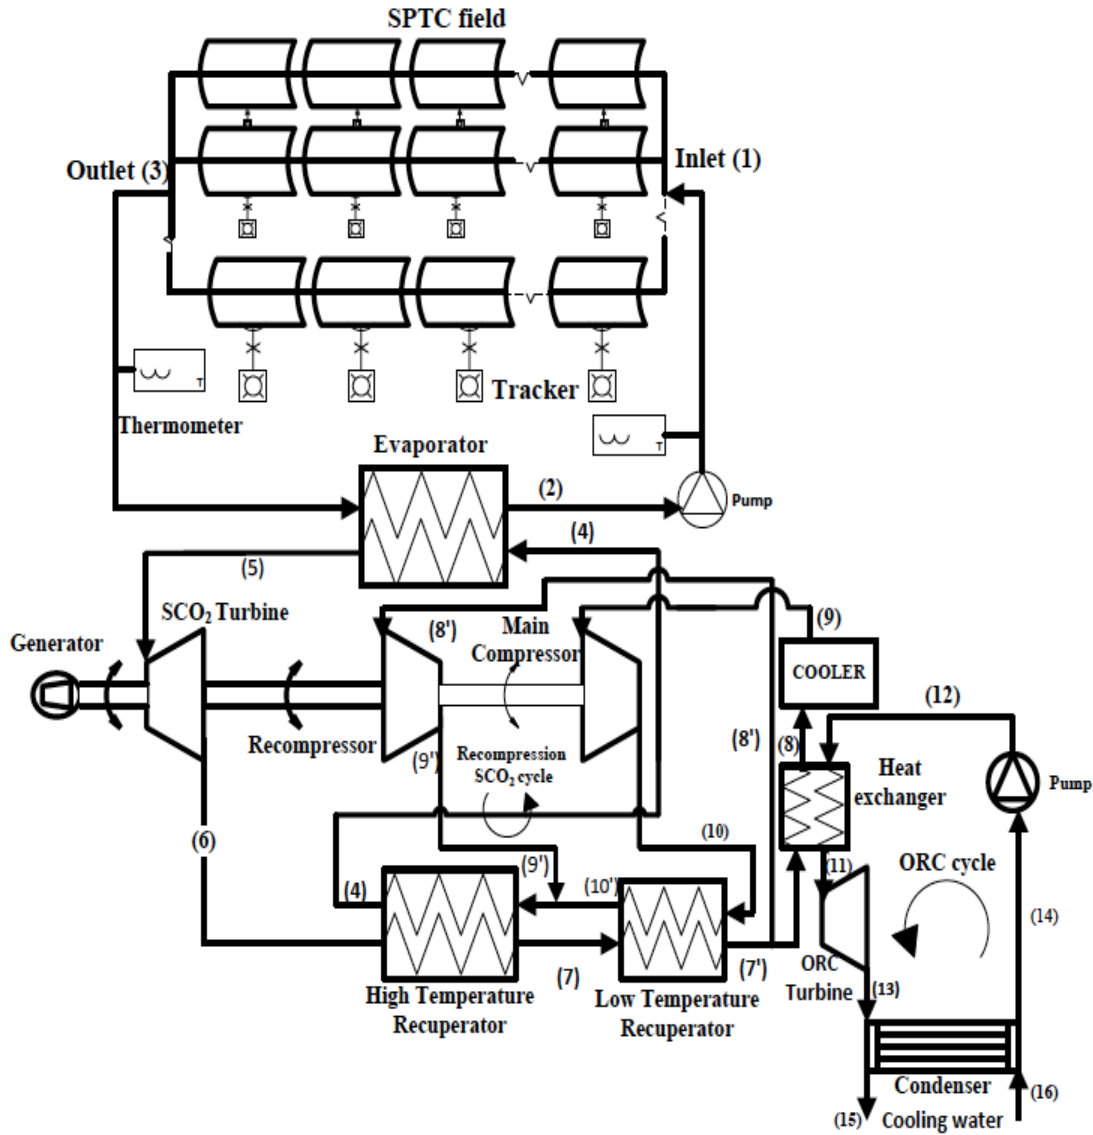 SPTC field
Outlet (3)
Inlet (1)
T
Thermometer
Tracker
T
Evaporator
(2)
Pump
(4)
(5)
SCO₂ Turbine
Generator
(8')
Main
Compressor
(9)
COOLER
(12)
Recompressor
(9')
Recompression
SCO₂ cycle
(8')
(8)
Heat
exchanger
Pump
(6)
(10)
(11)
ORC cycle
(4)
(9')
(10')
(14)
(7)
(7')
ORC
Turbine
(13)
High Temperature
Recuperator
Low Temperature
Recuperator
Condenser
(16)
(15)
Cooling water